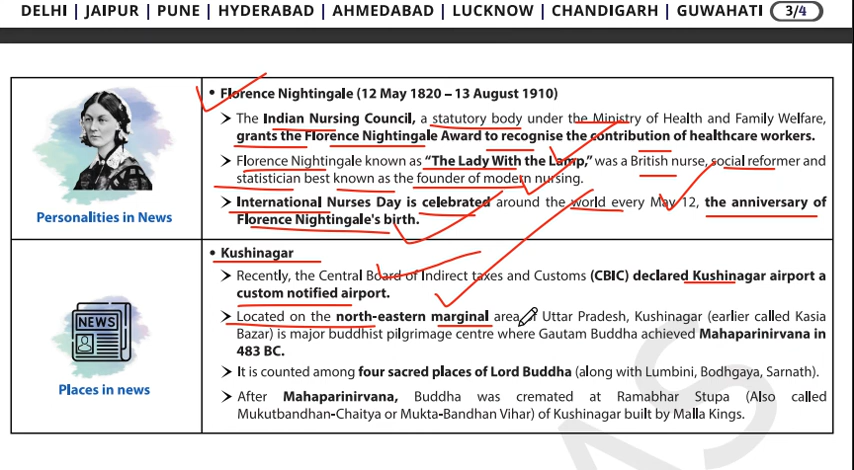 DELHI | JAIPUR | PUNE | HYDERABAD | AHMEDABAD | LUCKNOW | CHANDIGARH | GUWAHATI 3/4
Personalities in News
• Florence Nightingale (12 May 1820 – 13 August 1910)
➤ The Indian Nursing Council, a statutory body under the Ministry of Health and Family Welfare,
grants the Florence Nightingale Award to recognise the contribution of healthcare workers.
➤ Florence Nightingale known as “The Lady With the Lamp,” was a British nurse, social reformer and
statistician best known as the founder of modern nursing.
➤ International Nurses Day is celebrated around the world every May 12, the anniversary of
Florence Nightingale's birth.
NEWS
Places in news
• Kushinagar
➤ Recently, the Central Board of Indirect taxes and Customs (CBIC) declared Kushinagar airport a
custom notified airport.
➤ Located on the north-eastern marginal area Uttar Pradesh, Kushinagar (earlier called Kasia
Bazar) is major buddhist pilgrimage centre where Gautam Buddha achieved Mahaparinirvana in
483 BC.
➤ It is counted among four sacred places of Lord Buddha (along with Lumbini, Bodhgaya, Sarnath).
➤ After Mahaparinirvana, Buddha was cremated at Ramabhar Stupa (Also called
Mukutbandhan-Chaitya or Mukta-Bandhan Vihar) of Kushinagar built by Malla Kings.